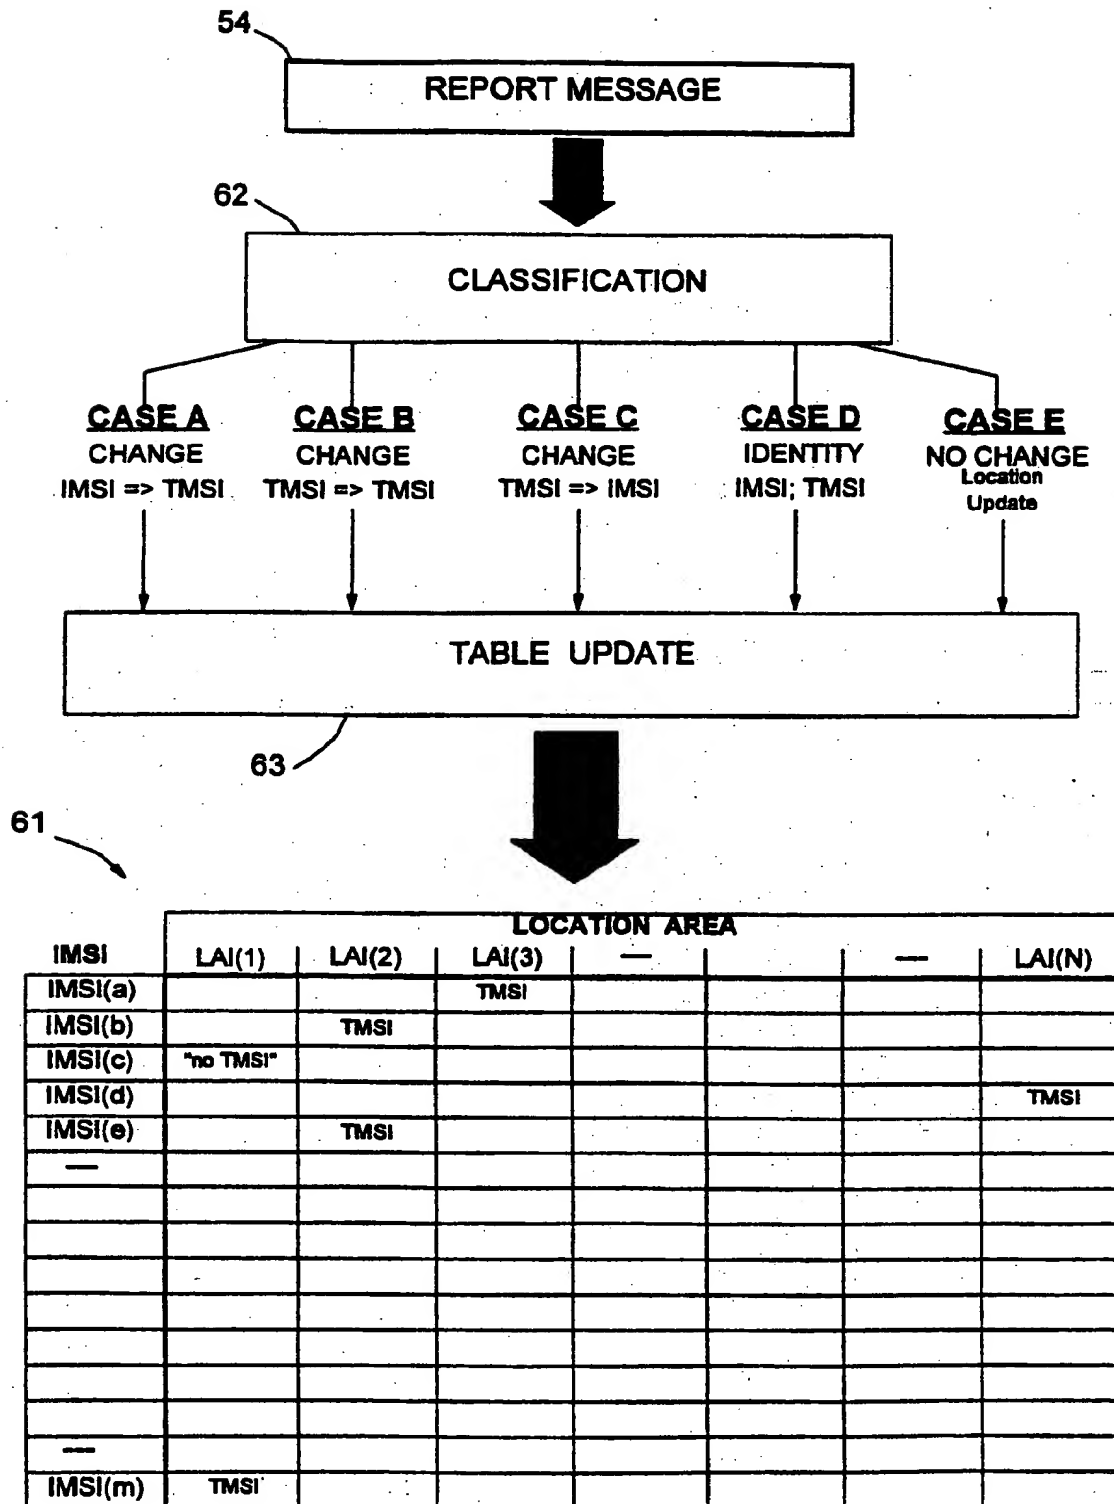 54
REPORT MESSAGE
62
CLASSIFICATION
CASE A CASE B CASE C CASE D CASE E
CHANGE CHANGE CHANGE IDENTITY NO CHANGE
IMSI => TMSI TMSI => TMSI TMSI => IMSI IMSI; TMSI Location
Update
TABLE UPDATE
63
61
LOCATION AREA
IMSI LAI(1) LAI(2) LAI(3) — — LAI(N)
IMSI(a) TMSI
IMSI(b) TMSI
IMSI(c) "no TMSI"
IMSI(d) TMSI
IMSI(e) TMSI
—
—
IMSI(m) TMSI